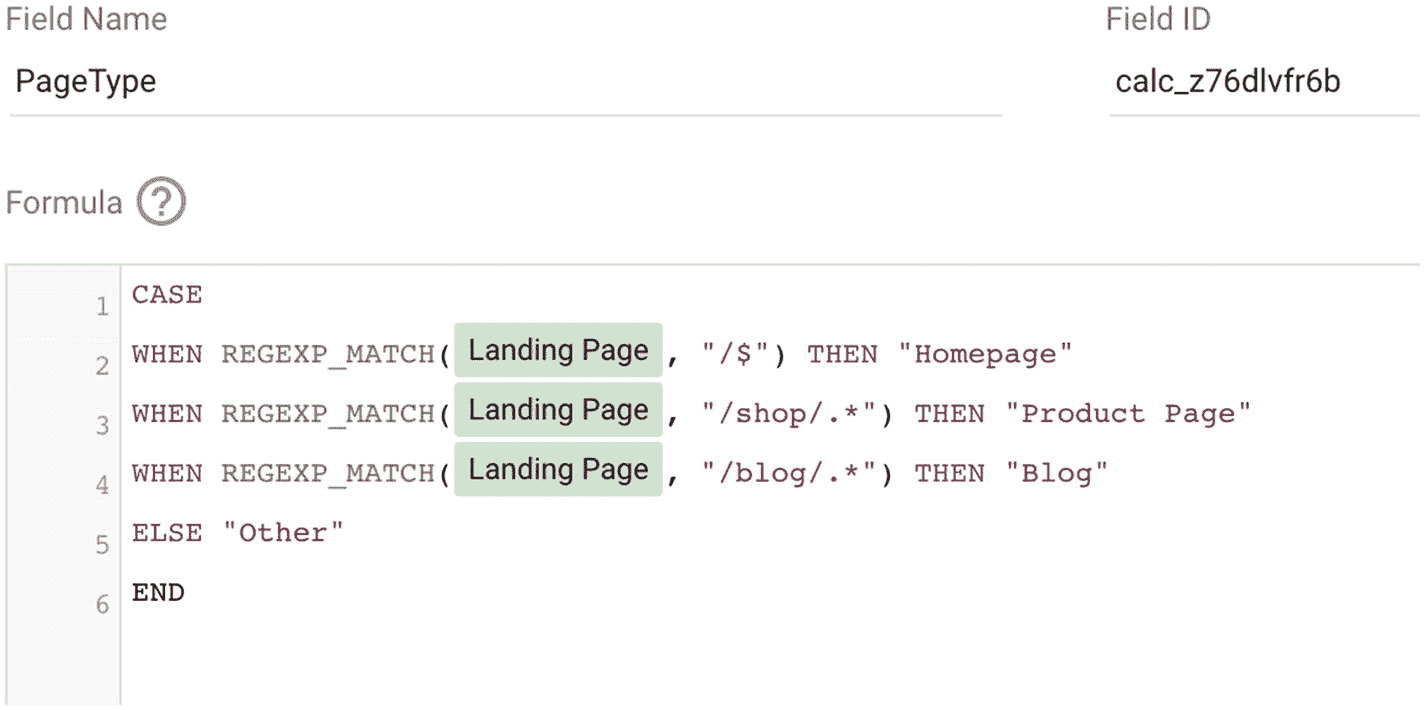 Field Name Field ID
PageType calc_z76dlvfr6b
Formula ?
1 CASE
2 WHEN REGEXP_MATCH( Landing Page , "/$") THEN "Homepage"
3 WHEN REGEXP_MATCH( Landing Page , "/shop/.*") THEN "Product Page"
4 WHEN REGEXP_MATCH( Landing Page , "/blog/.*") THEN "Blog"
5 ELSE "Other"
6 END